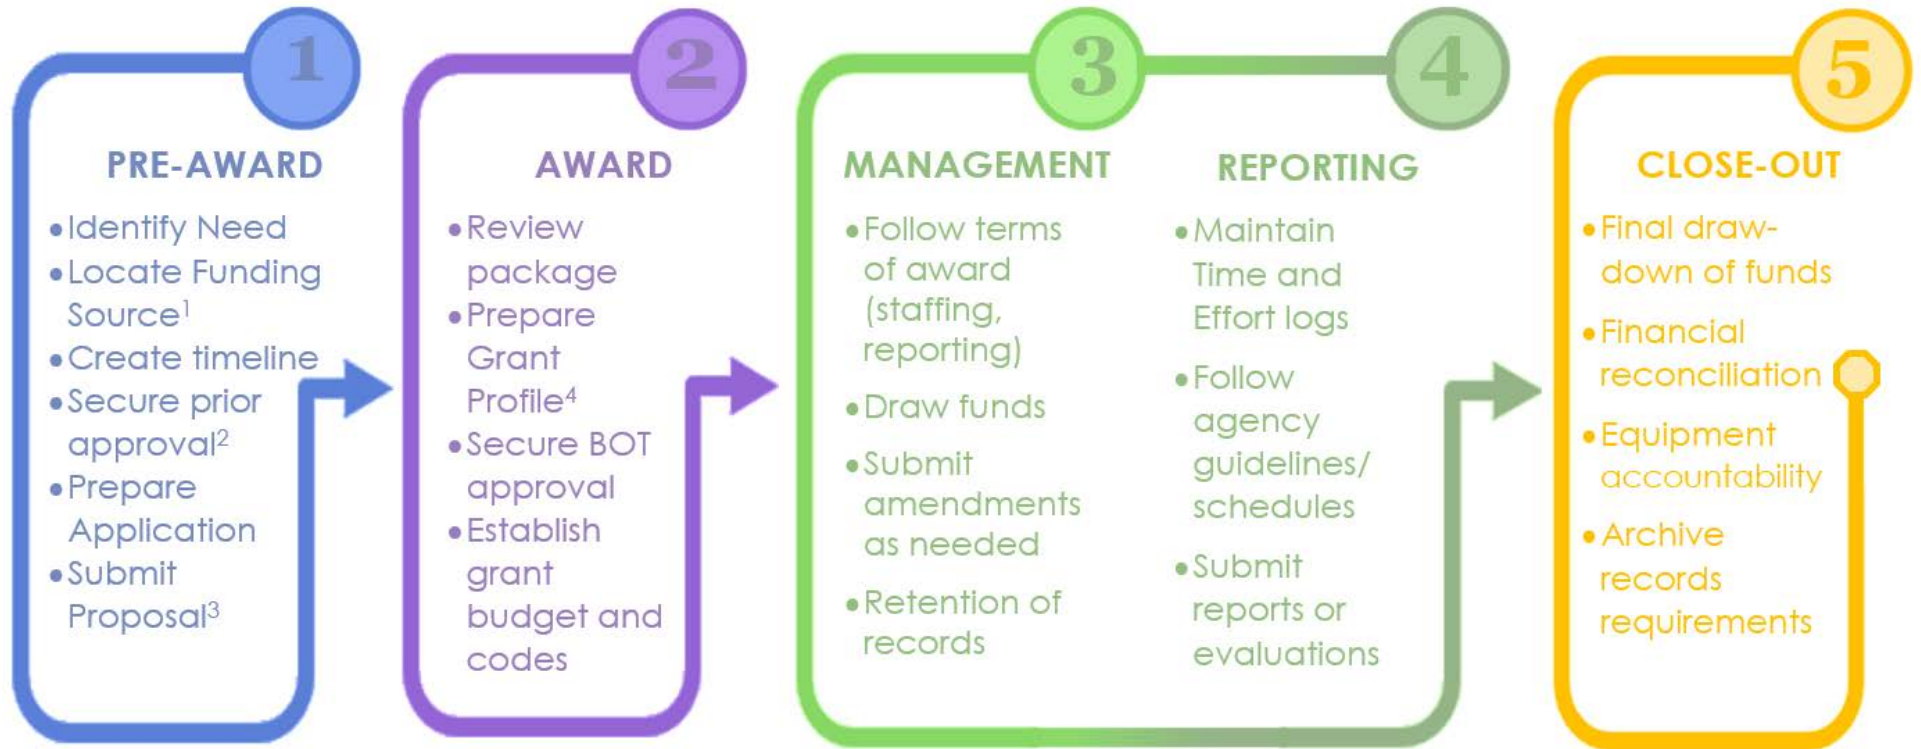 1
PRE-AWARD
•Identify Need
•Locate Funding
Source¹
•Create timeline
•Secure prior
approval²
•Prepare
Application
•Submit
Proposal³
2
AWARD
•Review
package
•Prepare
Grant
Profile⁴
•Secure BOT
approval
•Establish
grant
budget and
codes
3
MANAGEMENT
•Follow terms
of award
(staffing,
reporting)
•Draw funds
•Submit
amendments
as needed
•Retention of
records
4
REPORTING
•Maintain
Time and
Effort logs
•Follow
agency
guidelines/
schedules
•Submit
reports or
evaluations
5
CLOSE-OUT
•Final draw-
down of funds
•Financial
reconciliation
•Equipment
accountability
•Archive
records
requirements